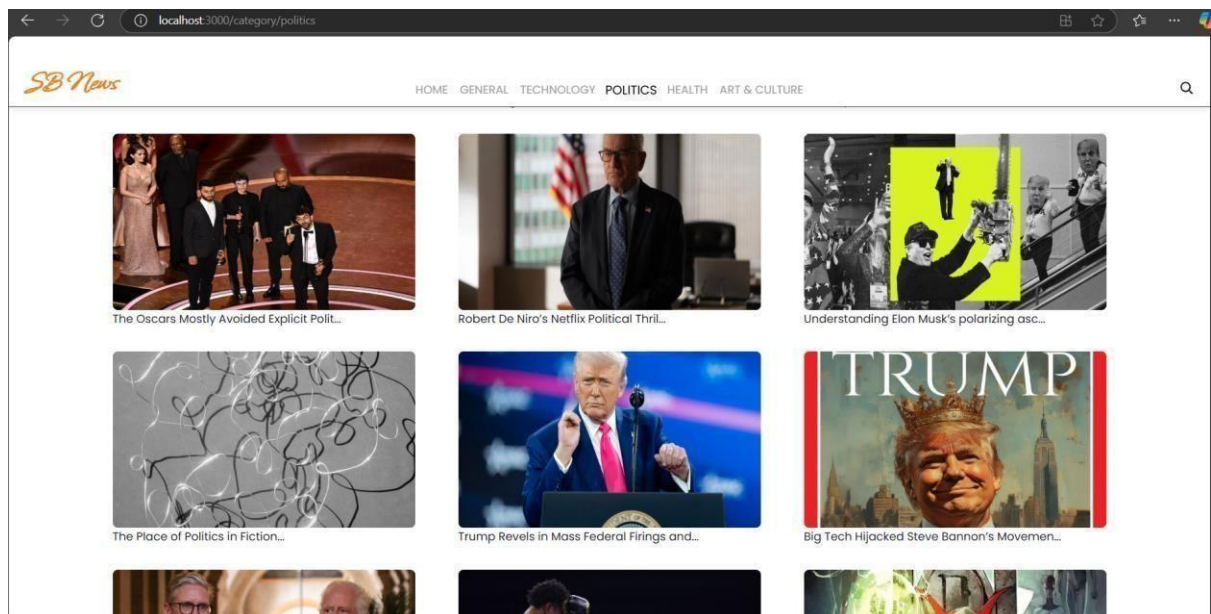 localhost:3000/category/politics
SB News
HOME GENERAL TECHNOLOGY POLITICS HEALTH ART & CULTURE
The Oscars Mostly Avoided Explicit Polit...
Robert De Niro's Netflix Political Thril...
Understanding Elon Musk's polarizing asc...
TRUMP
The Place of Politics in Fiction...
Trump Revels in Mass Federal Firings and...
Big Tech Hijacked Steve Bannon's Movemen...